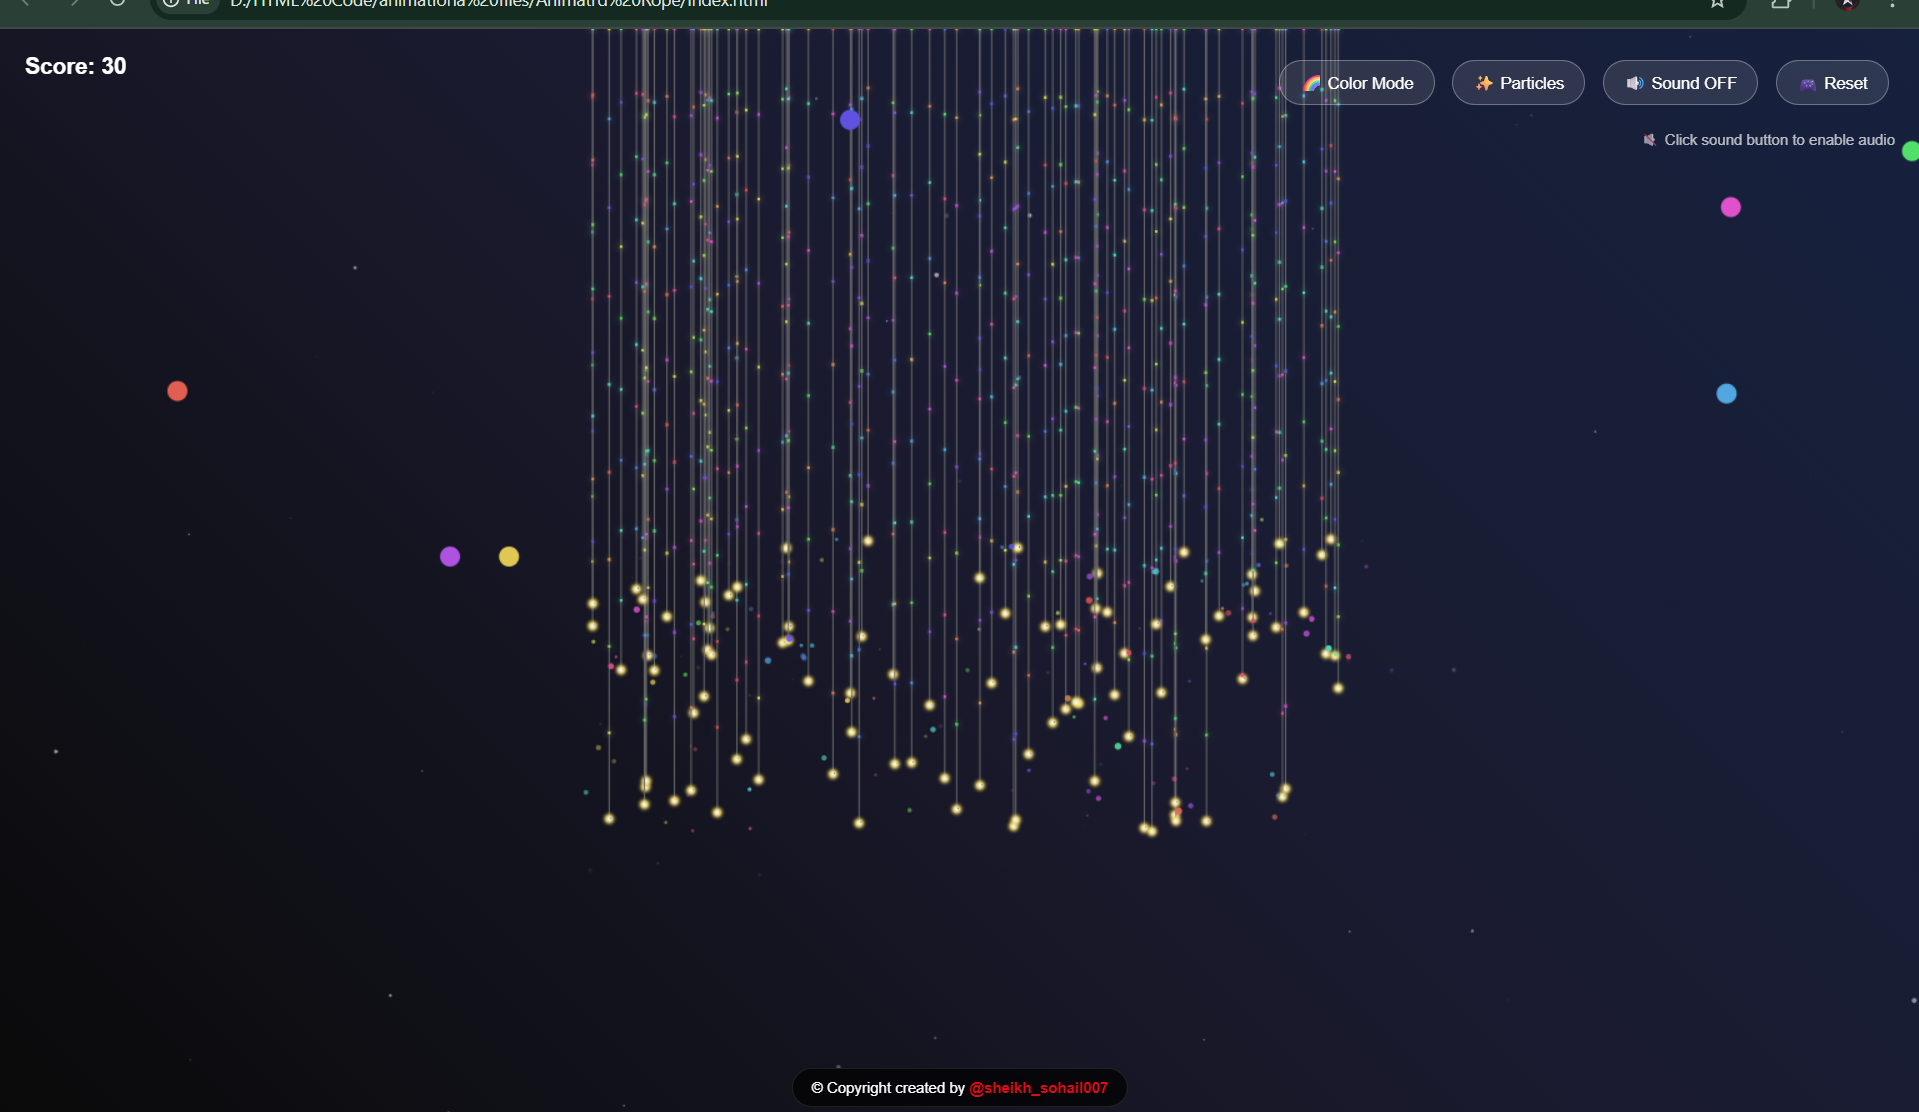 File D:/HTML%20Code/animationa%20files/Animatrd%20Rope/index.html
Score: 30
Color Mode
Particles
Sound OFF
Reset
Click sound button to enable audio
© Copyright created by @sheikh_sohail007